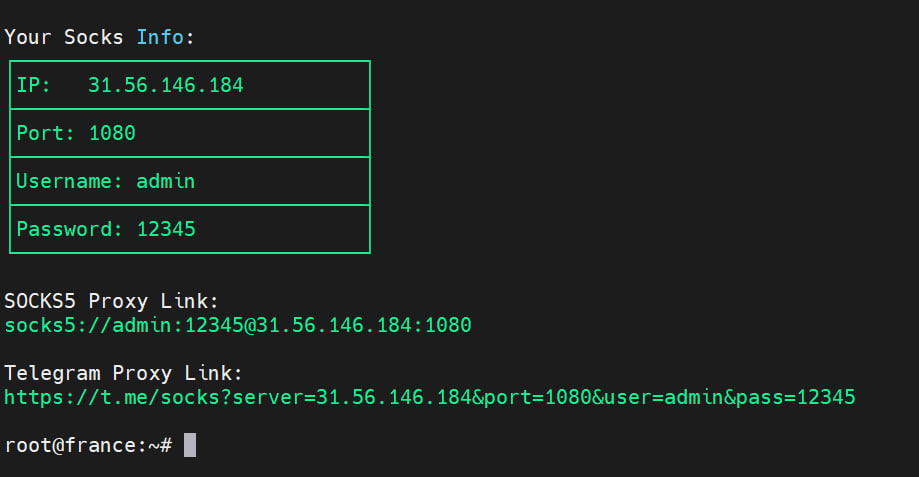 Your Socks Info:
IP: 31.56.146.184
Port: 1080
Username: admin
Password: 12345
SOCKS5 Proxy Link:
socks5://admin:12345@31.56.146.184:1080
Telegram Proxy Link:
https://t.me/socks?server=31.56.146.184&port=1080&user=admin&pass=12345
root@france:~#